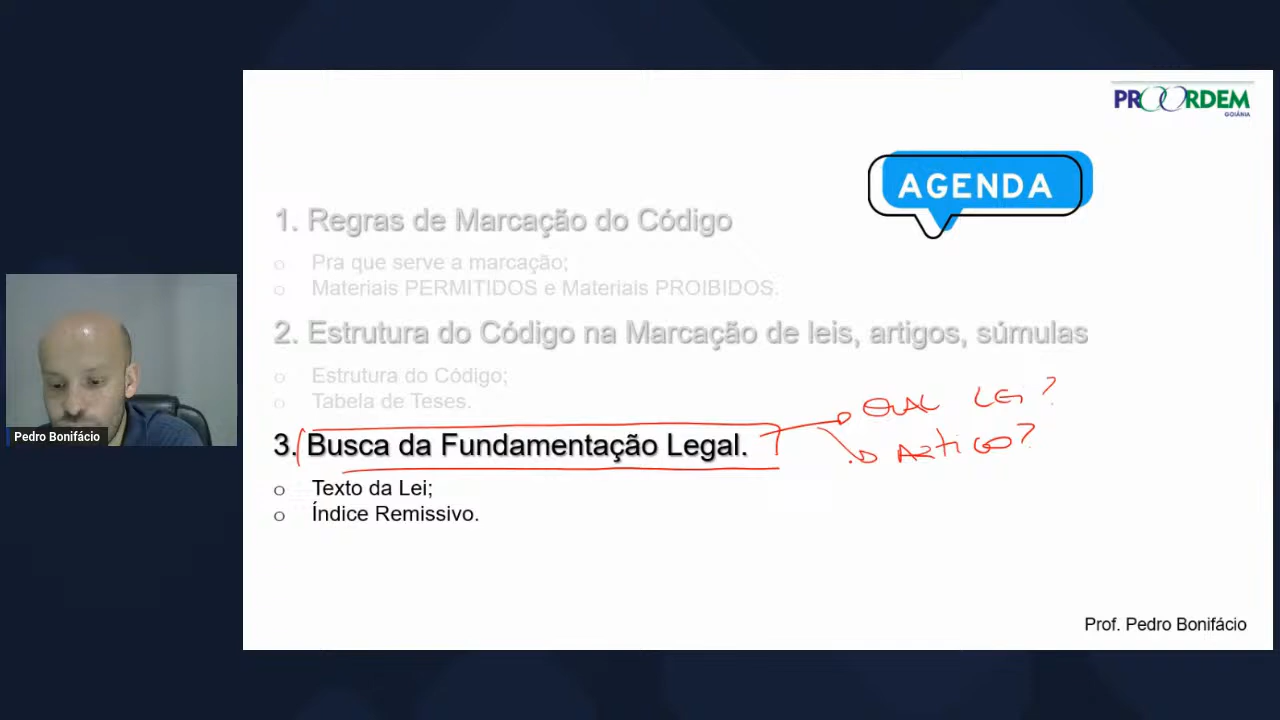 PROORDEM
GOIÂNIA
AGENDA
1. Regras de Marcação do Código
o Pra que serve a marcação;
o Materiais PERMITIDOS e Materiais PROIBIDOS.
2. Estrutura do Código na Marcação de leis, artigos, súmulas
o Estrutura do Código;
o Tabela de Teses.
QUAL LEI?
3. Busca da Fundamentação Legal.
ARTIGO?
o Texto da Lei;
o Índice Remissivo.
Pedro Bonifácio
Prof. Pedro Bonifácio